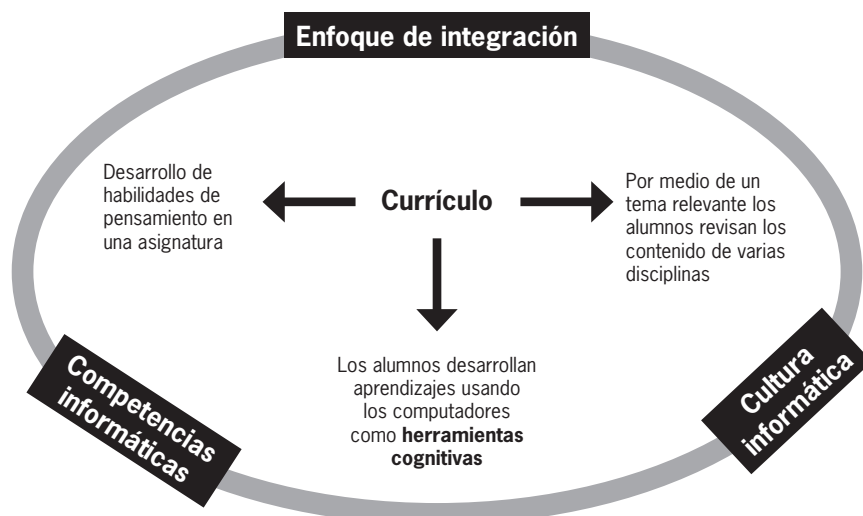 Enfoque de integración
Desarrollo de
habilidades de
pensamiento en
una asignatura
Currículo
Por medio de un
tema relevante los
alumnos revisan los
contenido de varias
disciplinas
Los alumnos desarrollan
aprendizajes usando
los computadores
como herramientas
cognitivas
Competencias
informáticas
Cultura
informática